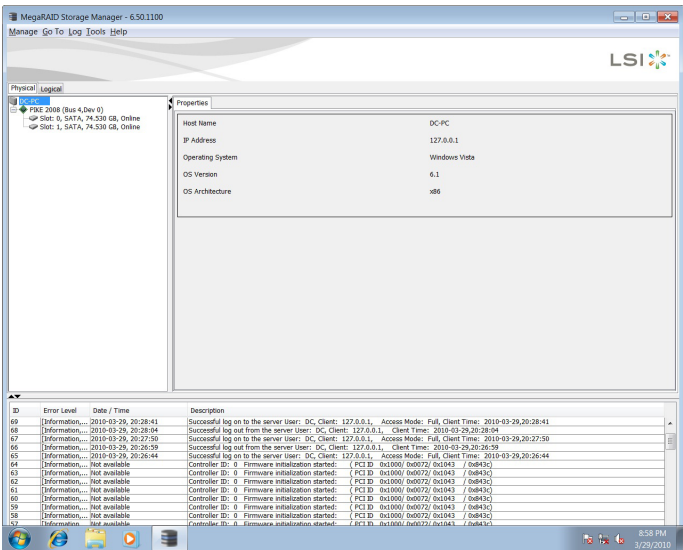 MegaRAID Storage Manager - 6.50.1100
Manage Go To Log Tools Help
LSI
Physical Logical
DC-PC
PIKE 2008 (Bus 4,Dev 0)
Slot: 0, SATA, 74.530 GB, Online
Slot: 1, SATA, 74.530 GB, Online
Properties
Host Name DC-PC
IP Address 127.0.0.1
Operating System Windows Vista
OS Version 6.1
OS Architecture x86
ID Error Level Date / Time Description
69 [Information,... 2010-03-29, 20:28:41 Successful log on to the server User: DC, Client: 127.0.0.1, Access Mode: Full, Client Time: 2010-03-29,20:28:41
68 [Information,... 2010-03-29, 20:28:04 Successful log out from the server User: DC, Client: 127.0.0.1, Client Time: 2010-03-29,20:28:04
67 [Information,... 2010-03-29, 20:27:50 Successful log on to the server User: DC, Client: 127.0.0.1, Access Mode: Full, Client Time: 2010-03-29,20:27:50
66 [Information,... 2010-03-29, 20:26:59 Successful log out from the server User: DC, Client: 127.0.0.1, Client Time: 2010-03-29,20:26:59
65 [Information,... 2010-03-29, 20:26:44 Successful log on to the server User: DC, Client: 127.0.0.1, Access Mode: Full, Client Time: 2010-03-29,20:26:44
64 [Information,... Not available Controller ID: 0 Firmware initialization started: ( PCI ID 0x1000/ 0x0072/ 0x1043 / 0x843c)
63 [Information,... Not available Controller ID: 0 Firmware initialization started: ( PCI ID 0x1000/ 0x0072/ 0x1043 / 0x843c)
62 [Information,... Not available Controller ID: 0 Firmware initialization started: ( PCI ID 0x1000/ 0x0072/ 0x1043 / 0x843c)
61 [Information,... Not available Controller ID: 0 Firmware initialization started: ( PCI ID 0x1000/ 0x0072/ 0x1043 / 0x843c)
60 [Information,... Not available Controller ID: 0 Firmware initialization started: ( PCI ID 0x1000/ 0x0072/ 0x1043 / 0x843c)
59 [Information,... Not available Controller ID: 0 Firmware initialization started: ( PCI ID 0x1000/ 0x0072/ 0x1043 / 0x843c)
58 [Information,... Not available Controller ID: 0 Firmware initialization started: ( PCI ID 0x1000/ 0x0072/ 0x1043 / 0x843c)
57 [Information,... Not available Controller ID: 0 Firmware initialization started: ( PCI ID 0x1000/ 0x0072/ 0x1043 / 0x843c)
8:58 PM
3/29/2010